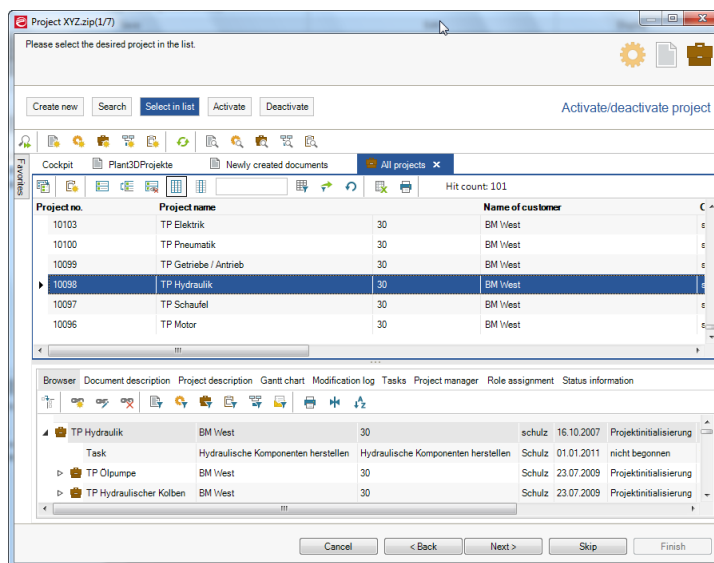 Project XYZ.zip(1/7)
Please select the desired project in the list.
Create new Search Select in list Activate Deactivate Activate/deactivate project
Favorites
Cockpit Plant3DProjekte Newly created documents All projects
Hit count: 101
Project no. Project name Name of customer
10103 TP Elektrik 30 BM West
10100 TP Pneumatik 30 BM West
10099 TP Getriebe / Antrieb 30 BM West
10098 TP Hydraulik 30 BM West
10097 TP Schaufel 30 BM West
10096 TP Motor 30 BM West
Browser Document description Project description Gantt chart Modification log Tasks Project manager Role assignment Status information
TP Hydraulik BM West 30 schulz 16.10.2007 Projektinitialisierung
Task Hydraulische Komponenten herstellen Hydraulische Komponenten herstellen Schulz 01.01.2011 nicht begonnen
TP Ölpumpe BM West 30 Schulz 23.07.2009 Projektinitialisierung
TP Hydraulischer Kolben BM West 30 Schulz 23.07.2009 Projektinitialisierung
Cancel < Back Next > Skip Finish